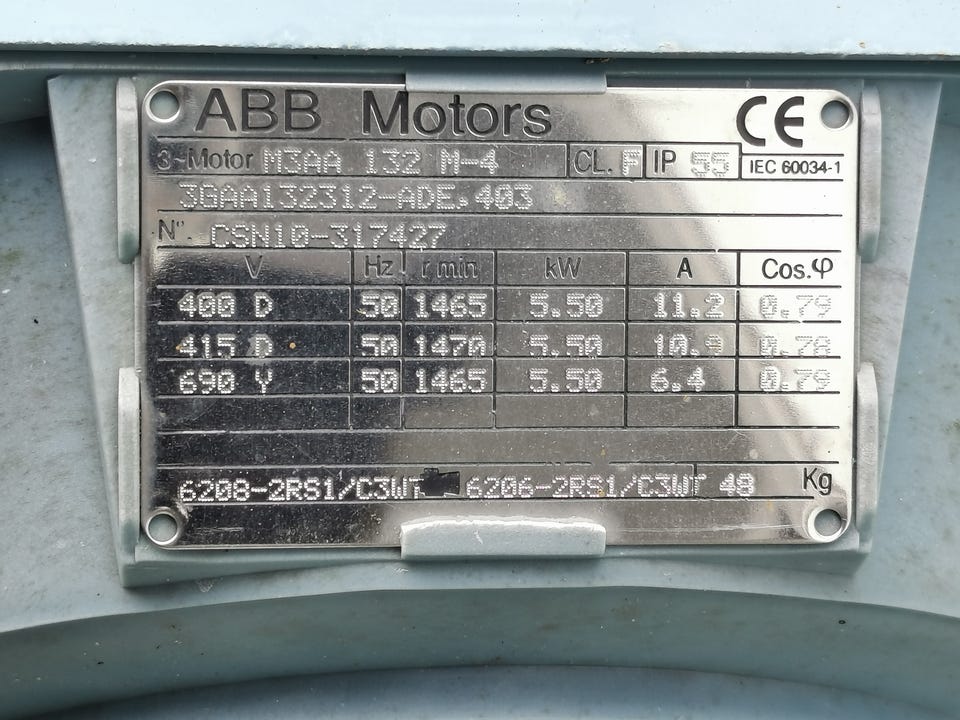 ABB Motors CE
3~Motor M3AA 132 M-4 CL. F IP 55 IEC 60034-1
3GAA132312-ADE.403
N° CSN10-317427
V Hz r min kW A Cos.φ
400 D 50 1465 5.50 11.2 0.79
415 D 50 1470 5.50 10.9 0.78
690 Y 50 1465 5.50 6.4 0.79
6208-2RS1/C3WT 6206-2RS1/C3WT 48 Kg